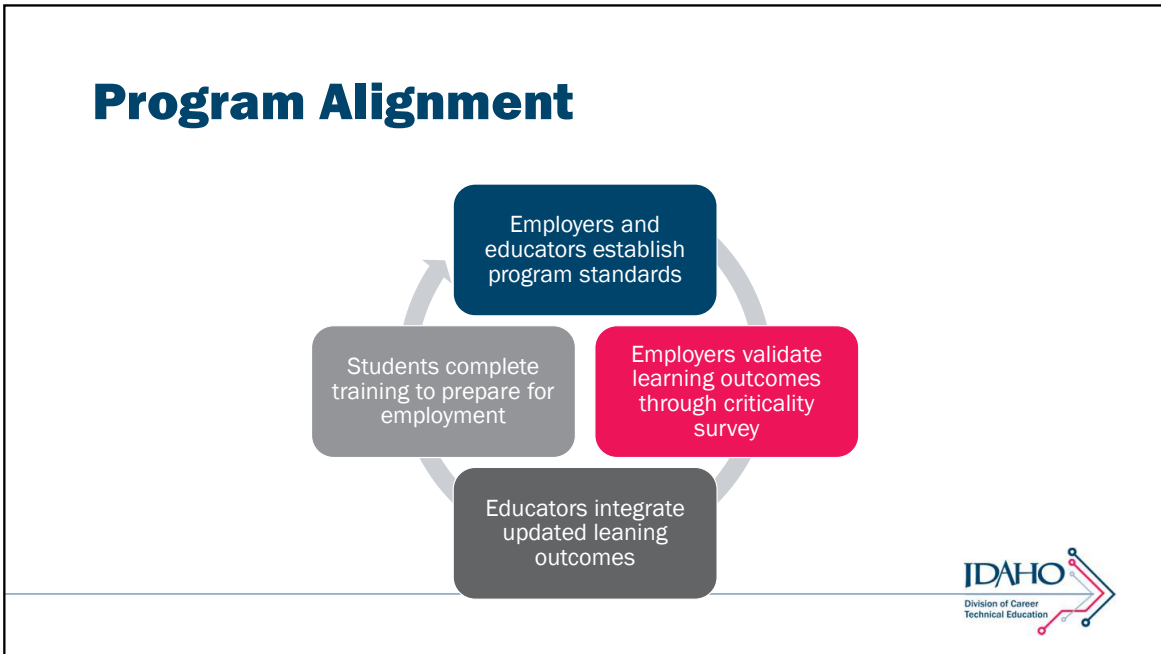 Program Alignment
Employers and
educators establish
program standards
Employers validate
learning outcomes
through criticality
survey
Educators integrate
updated leaning
outcomes
Students complete
training to prepare for
employment
IDAHO
Division of Career
Technical Education